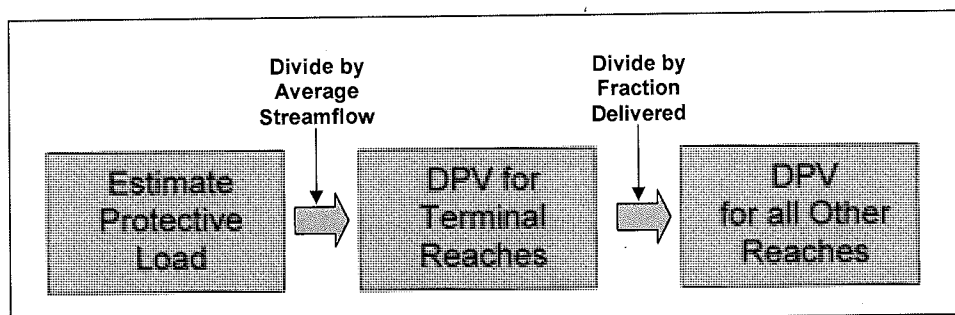 Divide by
Average
Streamflow
Divide by
Fraction
Delivered
Estimate
Protective
Load
DPV for
Terminal
Reaches
DPV
for all Other
Reaches